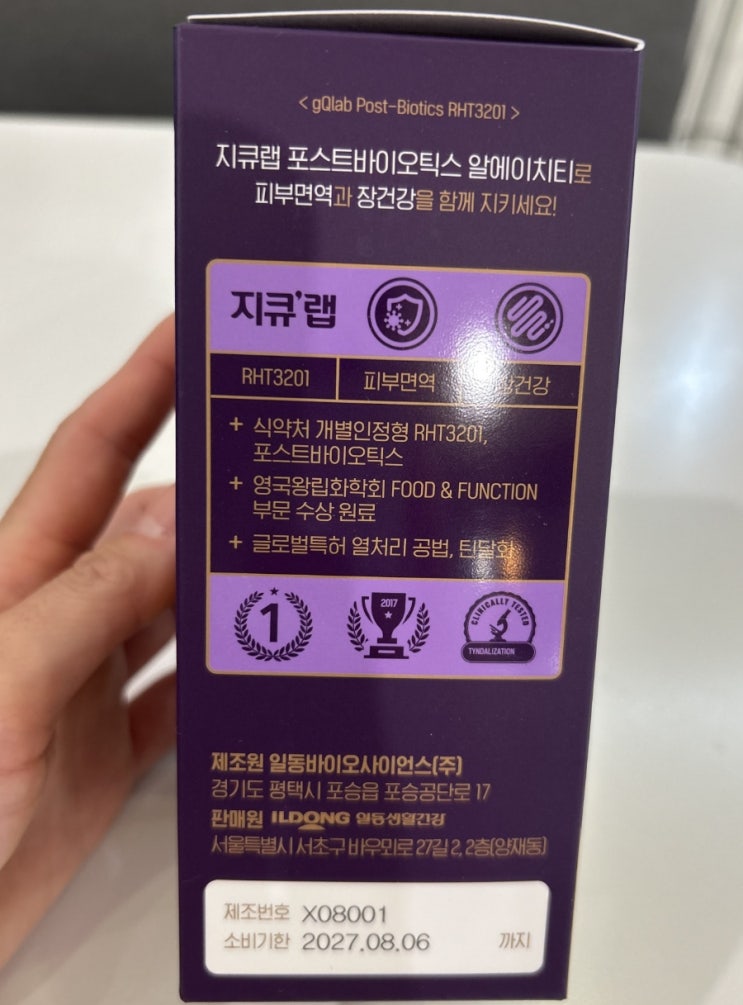 < gQlab Post-Biotics RHT3201 >
지큐랩 포스트바이오틱스 알에이치티로
피부면역과 장건강을 함께 지키세요!
지큐랩
RHT3201 피부면역 장건강
+ 식약처 개별인정형 RHT3201,
포스트바이오틱스
+ 영국왕립화학회 FOOD & FUNCTION
부문 수상 원료
+ 글로벌특허 열처리 공법, 틴달화
1
2017
CLINICALLY TESTED
TYNDALIZATION
제조원 일동바이오사이언스(주)
경기도 평택시 포승읍 포승공단로 17
판매원 ILDONG 일동생활건강
서울특별시 서초구 바우뫼로 27길 2, 2층(양재동)
제조번호 X08001
소비기한 2027.08.06 까지